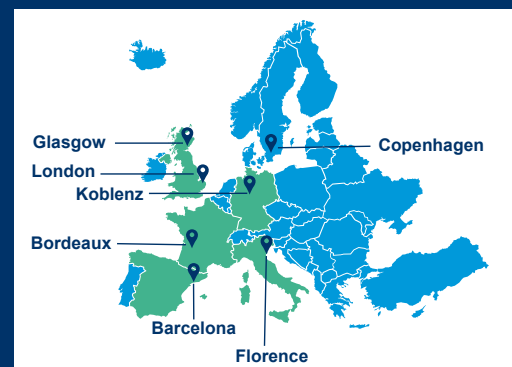 Glasgow
Copenhagen
London
Koblenz
Bordeaux
Barcelona
Florence